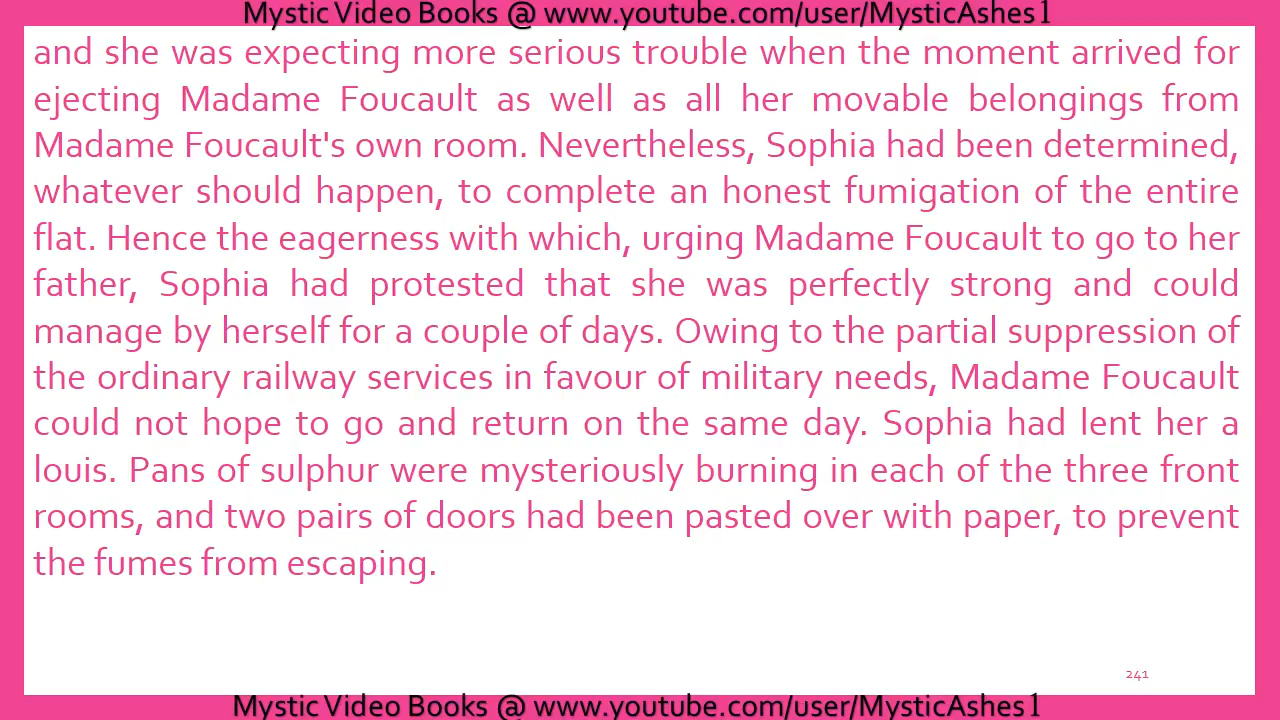 Mystic Video Books @ www.youtube.com/user/MysticAshes1
and she was expecting more serious trouble when the moment arrived for
ejecting Madame Foucault as well as all her movable belongings from
Madame Foucault's own room. Nevertheless, Sophia had been determined,
whatever should happen, to complete an honest fumigation of the entire
flat. Hence the eagerness with which, urging Madame Foucault to go to her
father, Sophia had protested that she was perfectly strong and could
manage by herself for a couple of days. Owing to the partial suppression of
the ordinary railway services in favour of military needs, Madame Foucault
could not hope to go and return on the same day. Sophia had lent her a
louis. Pans of sulphur were mysteriously burning in each of the three front
rooms, and two pairs of doors had been pasted over with paper, to prevent
the fumes from escaping.
241
Mystic Video Books @ www.youtube.com/user/MysticAshes1